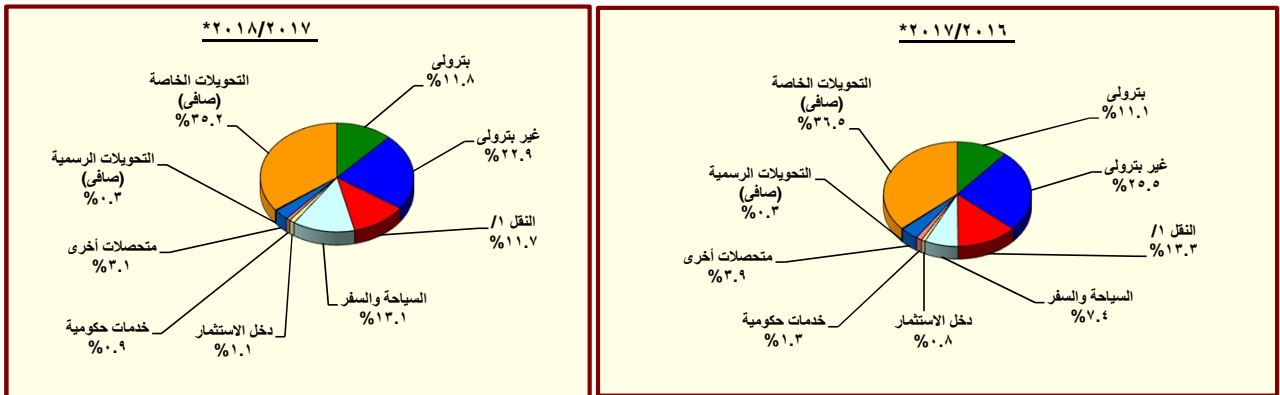 *٢٠١٧/٢٠١٦
بترولى
%١١.١
غير بترولى
%٢٥.٥
النقل ١/
%١٣.٣
السياحة والسفر
%٧.٤
دخل الاستثمار
%٠.٨
خدمات حكومية
%١.٣
متحصلات أخرى
%٣.٩
التحويلات الرسمية
(صافى)
%٠.٣
التحويلات الخاصة
(صافى)
%٣٦.٥
*٢٠١٨/٢٠١٧
بترولى
%١١.٨
غير بترولى
%٢٢.٩
النقل ١/
%١١.٧
السياحة والسفر
%١٣.١
دخل الاستثمار
%١.١
خدمات حكومية
%٠.٩
متحصلات أخرى
%٣.١
التحويلات الرسمية
(صافى)
%٠.٣
التحويلات الخاصة
(صافى)
%٣٥.٢